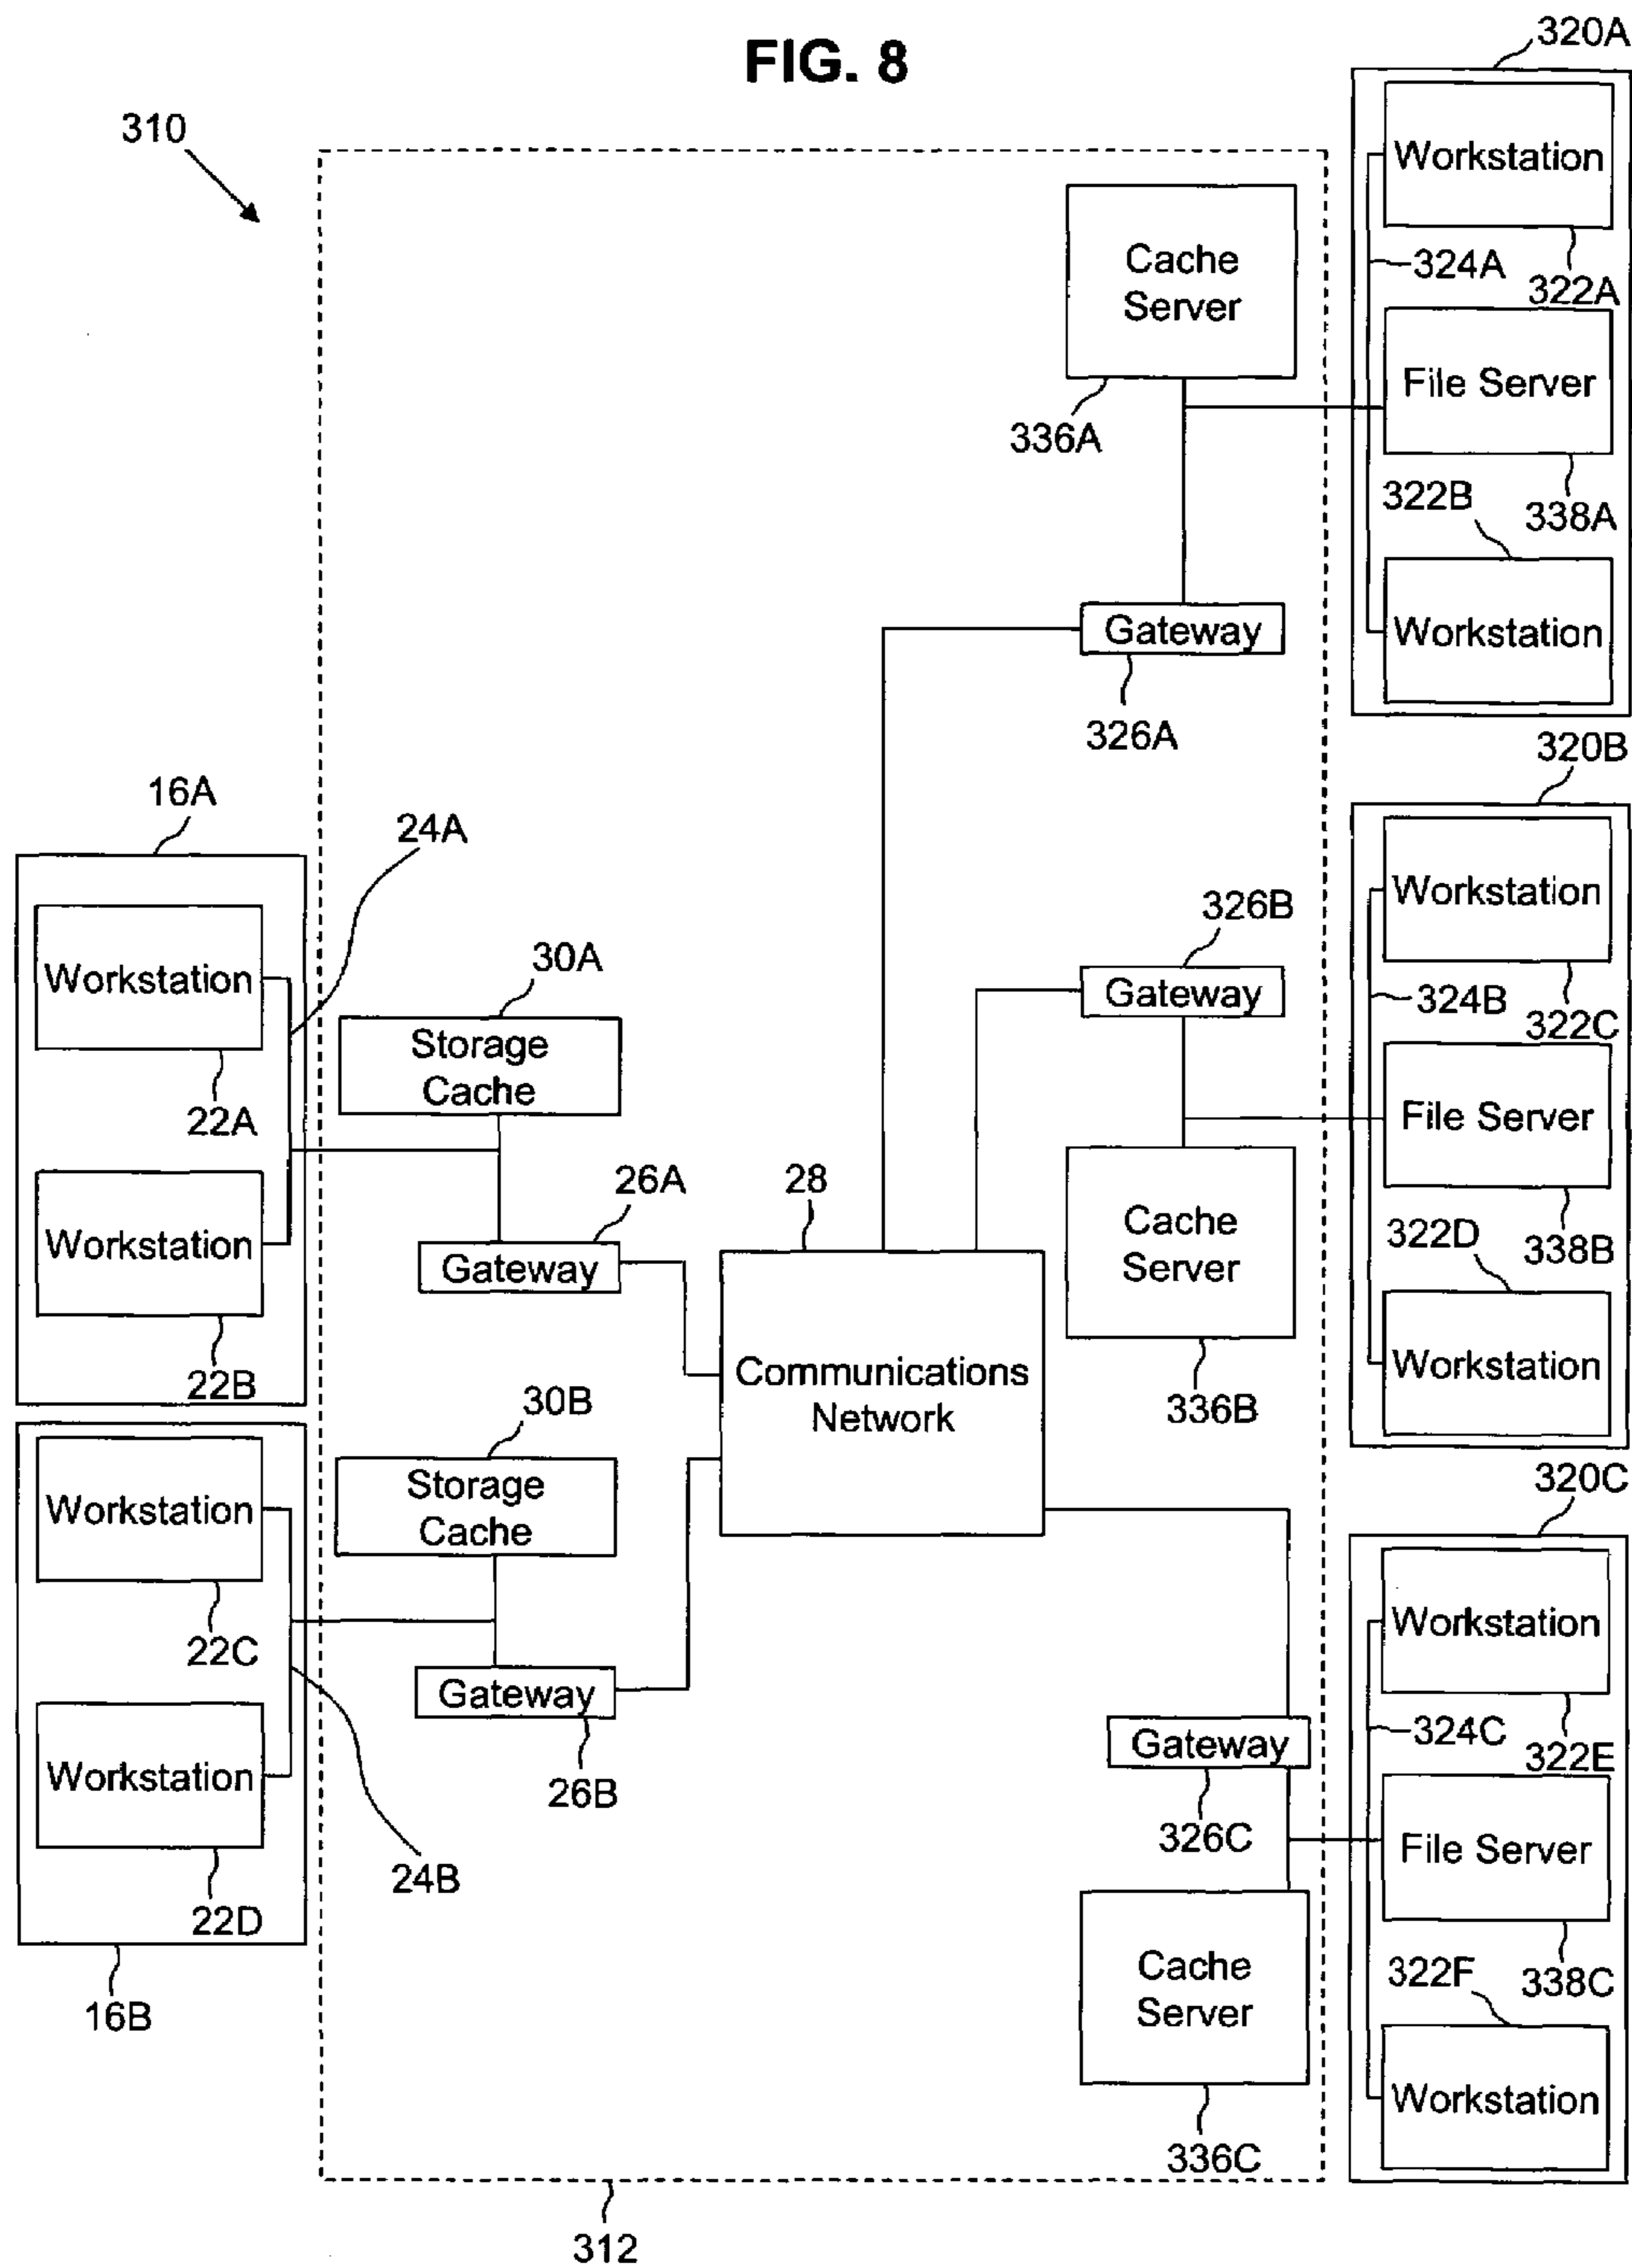 FIG. 8
310
320A
Workstation
324A
322A
Cache
Server
336A
File Server
338A
322B
Workstation
Gateway
326A
320B
16A
24A
Workstation
324B
322C
326B
Gateway
30A
Workstation
22A
Storage
Cache
File Server
338B
26A
Gateway
28
Communications
Network
Cache
Server
336B
322D
Workstation
Workstation
22B
30B
Storage
Cache
Workstation
22C
320C
Workstation
324C
322E
Gateway
26B
Gateway
326C
Workstation
22D
24B
16B
File Server
338C
Cache
Server
336C
322F
Workstation
312